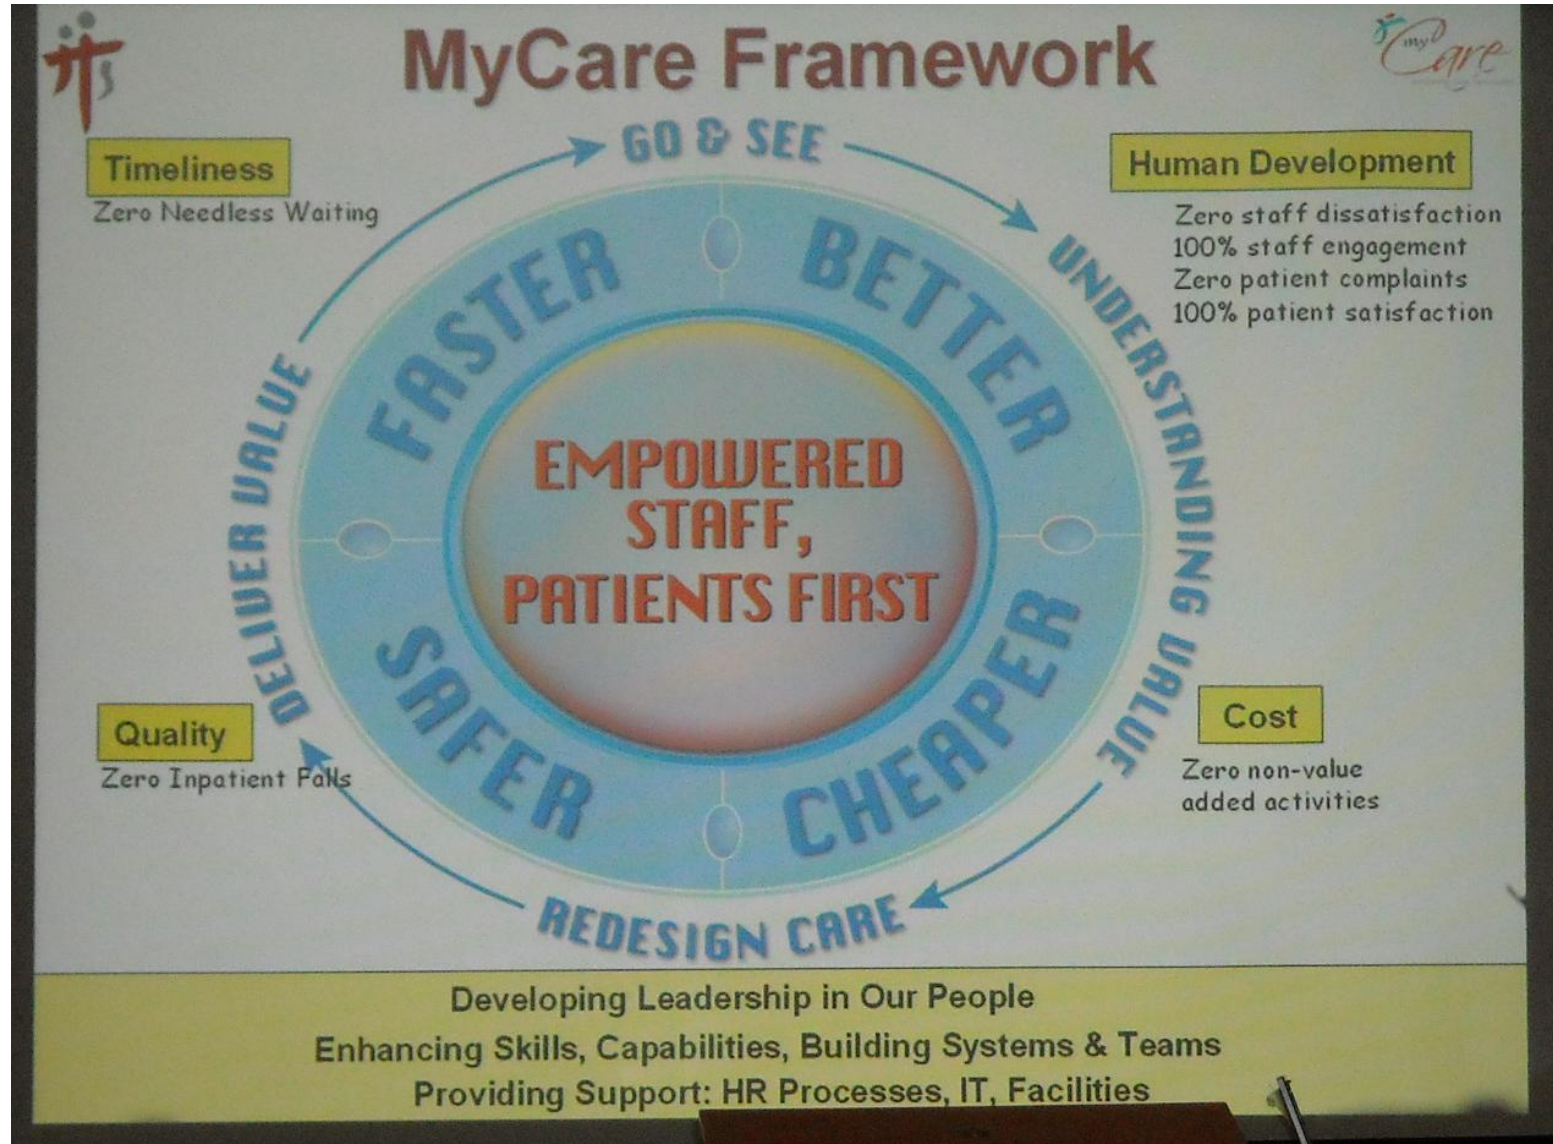 MyCare Framework
my Care
Timeliness
Zero Needless Waiting
GO & SEE
Human Development
Zero staff dissatisfaction
100% staff engagement
Zero patient complaints
100% patient satisfaction
FASTER
BETTER
UNDERSTANDING VALUE
DELIVER VALUE
EMPOWERED
STAFF,
PATIENTS FIRST
SAFER
CHEAPER
Quality
Zero Inpatient Falls
Cost
Zero non-value
added activities
REDESIGN CARE
Developing Leadership in Our People
Enhancing Skills, Capabilities, Building Systems & Teams
Providing Support: HR Processes, IT, Facilities